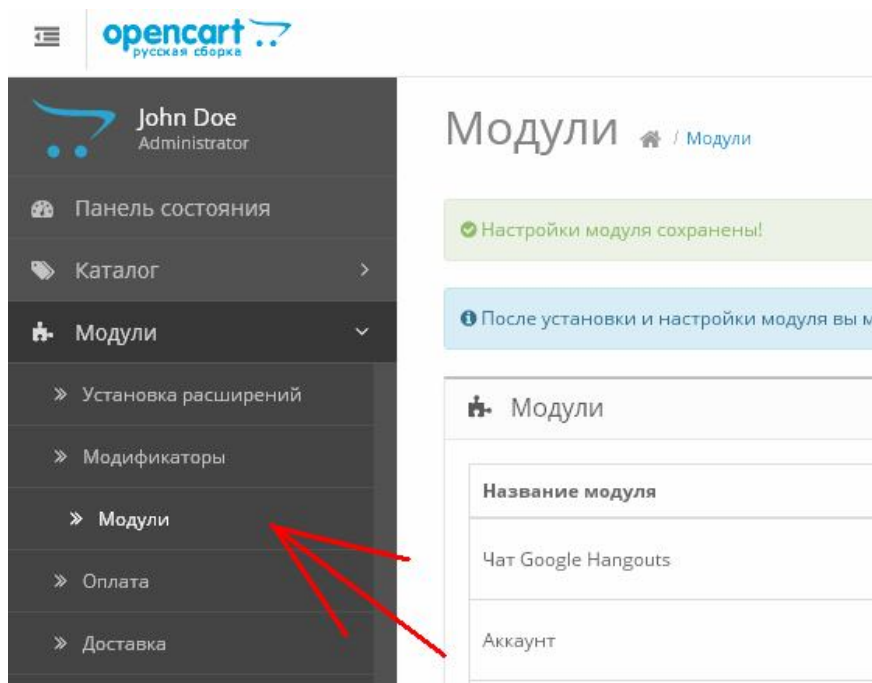 opencart
русская сборка
John Doe
Administrator
Модули / Модули
Панель состояния
Настройки модуля сохранены!
Каталог
После установки и настройки модуля вы
Модули
Установка расширений
Модули
Модификаторы
Название модуля
Модули
Чат Google Hangouts
Оплата
Доставка
Аккаунт